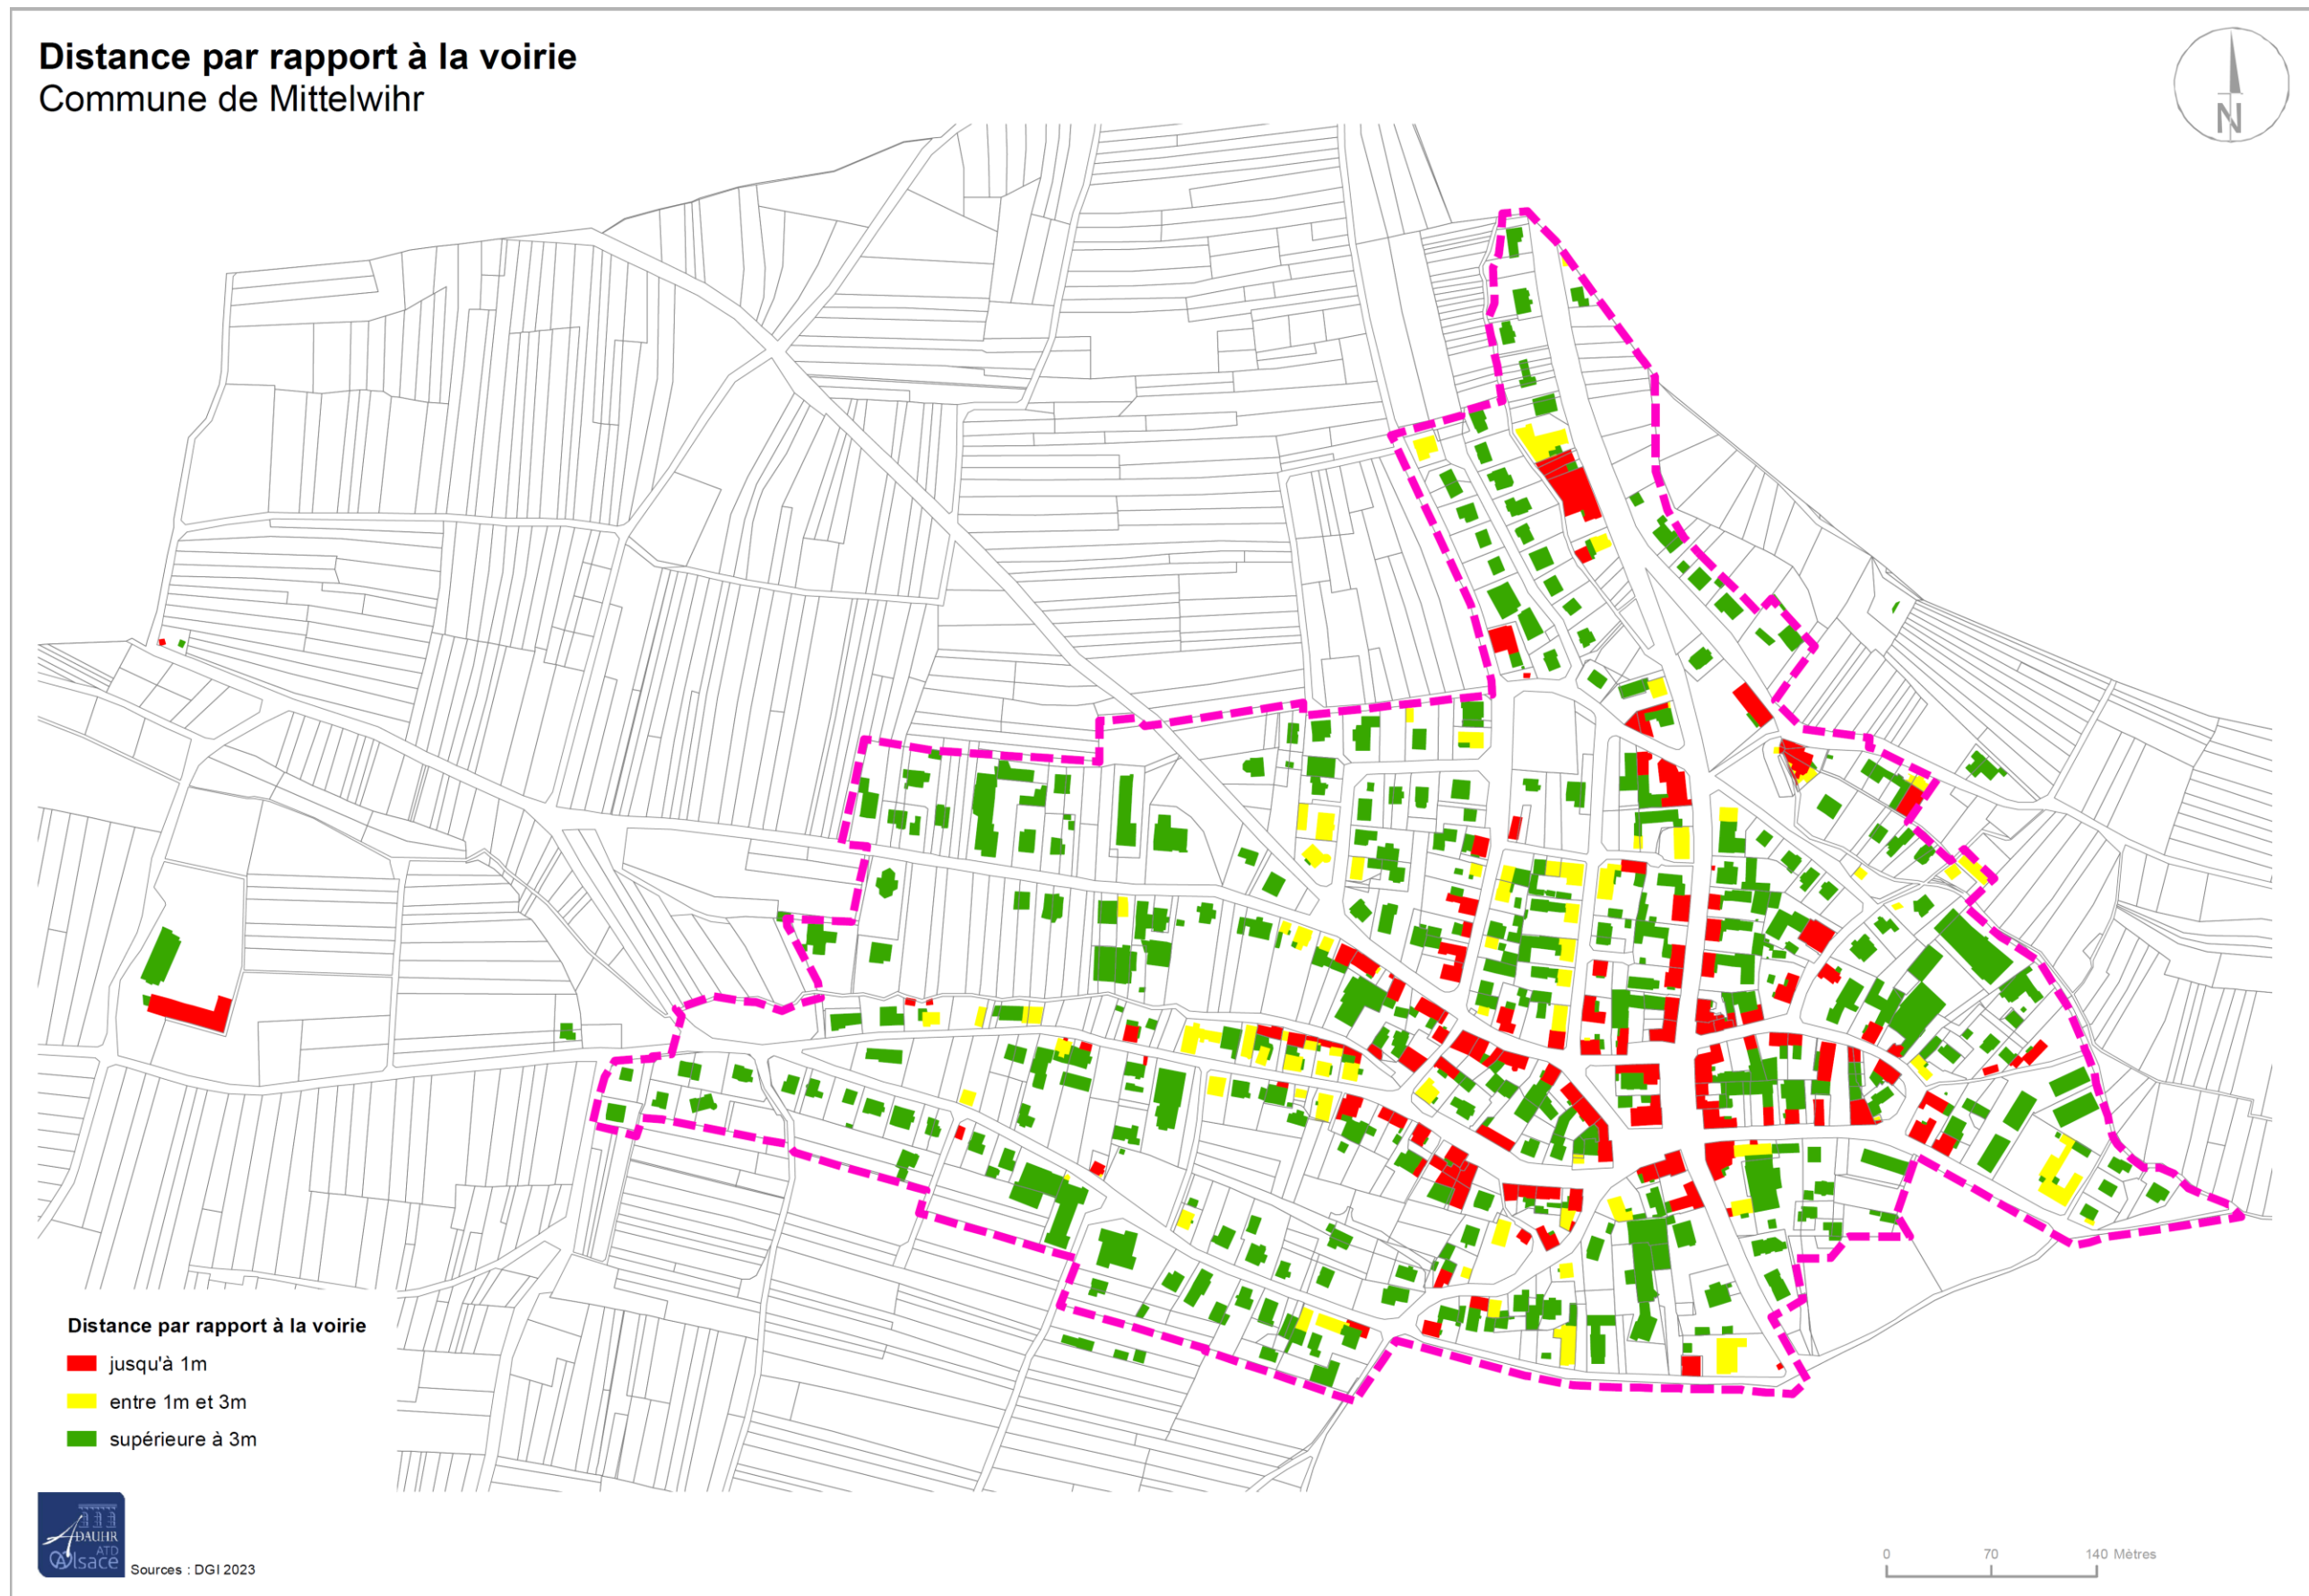 Distance par rapport à la voirie
Commune de Mittelwihr
N
Distance par rapport à la voirie
jusqu'à 1m
entre 1m et 3m
supérieure à 3m
ADAUHR
ATD
Alsace
Sources : DGI 2023
0 70 140 Mètres